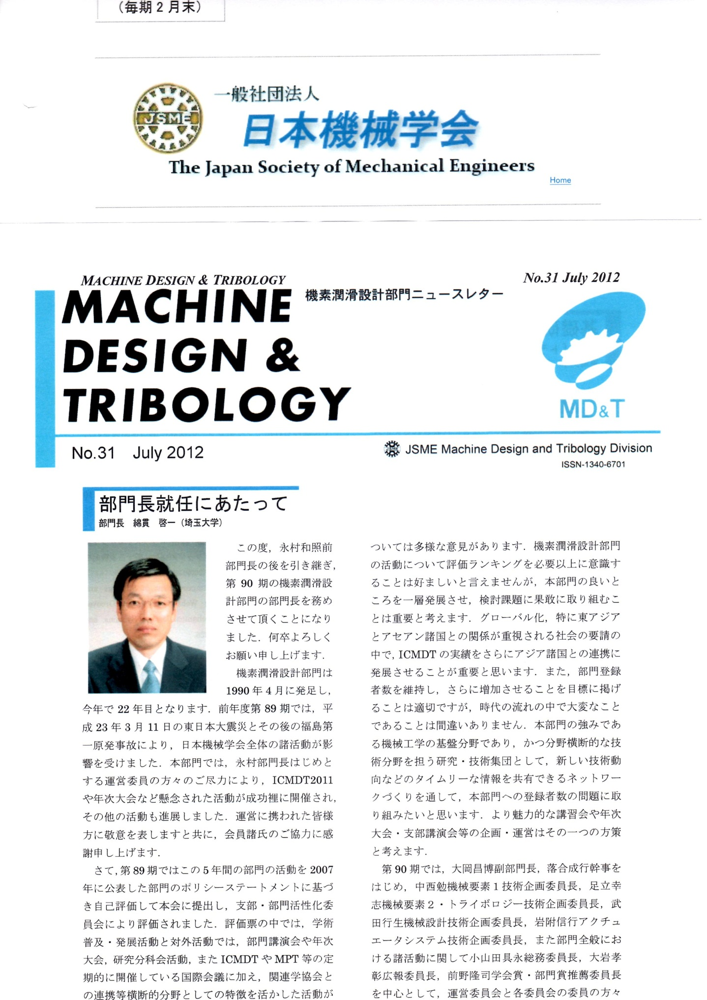 （毎期２月末）
JSME
一般社団法人
日本機械学会
The Japan Society of Mechanical Engineers
Home
MACHINE DESIGN & TRIBOLOGY
No.31 July 2012
機素潤滑設計部門ニュースレター
MACHINE
DESIGN &
TRIBOLOGY
MD&T
No.31 July 2012
JSME Machine Design and Tribology Division
ISSN-1340-6701
部門長就任にあたって
部門長 綿貫 啓一（埼玉大学）
この度，永村和照前
部門長の後を引き継ぎ，
第 90 期の機素潤滑設
計部門の部門長を務め
させて頂くことになり
ました．何卒よろしく
お願い申し上げます．
機素潤滑設計部門は
1990 年 4 月に発足し，
今年で 22 年目となります．前年度第 89 期では，平
成 23 年 3 月 11 日の東日本大震災とその後の福島第
一原発事故により，日本機械学会全体の諸活動が影
響を受けました．本部門では，永村部門長はじめと
する運営委員の方々のご尽力により，ICMDT2011
や年次大会など懸念された活動が成功裡に開催され，
その他の活動も進展しました．運営に携われた皆様
方に敬意を表しますと共に，会員諸氏のご協力に感
謝申し上げます．
さて，第 89 期ではこの 5 年間の部門の活動を 2007
年に公表した部門のポリシーステートメントに基づ
き自己評価して本会に提出し，支部・部門活性化委
員会により評価されました．評価票の中では，学術
普及・発展活動と対外活動では，部門講演会や年次
大会，研究分科会活動，また ICMDT や MPT 等の定
期的に開催している国際会議に加え，関連学協会と
の連携等横断的分野としての特徴を活かした活動が
ついては多様な意見があります．機素潤滑設計部門
の活動について評価ランキングを必要以上に意識す
ることは好ましいと言えませんが，本部門の良いと
ころを一層発展させ，検討課題に果敢に取り組むこ
とは重要と考えます．グローバル化，特に東アジア
とアセアン諸国との関係が重視される社会の要請の
中で，ICMDT の実績をさらにアジア諸国との連携に
発展させることが重要と思います．また，部門登録
者数を維持し，さらに増加させることを目標に掲げ
ることは適切ですが，時代の流れの中で大変なこと
であることは間違いありません．本部門の強みであ
る機械工学の基盤分野であり，かつ分野横断的な技
術分野を担う研究・技術集団として，新しい技術動
向などのタイムリーな情報を共有できるネットワー
クづくりを通して，本部門への登録者数の問題に取
り組みたいと思います．より魅力的な講習会や年次
大会・支部講演会等の企画・運営はその一つの方策
と考えます．
第 90 期では，大岡昌博副部門長，落合成行幹事を
はじめ，中西勉機械要素１技術企画委員長，足立幸
志機械要素２・トライボロジー技術企画委員長，武
田行生機械設計技術企画委員長，岩附信行アクチュ
エータシステム技術企画委員長，また部門全般にお
ける諸活動に関して小山田具永総務委員長，大岩孝
彰広報委員長，前野隆司学会賞・部門賞推薦委員長
を中心として，運営委員会と各委員会の委員の方々